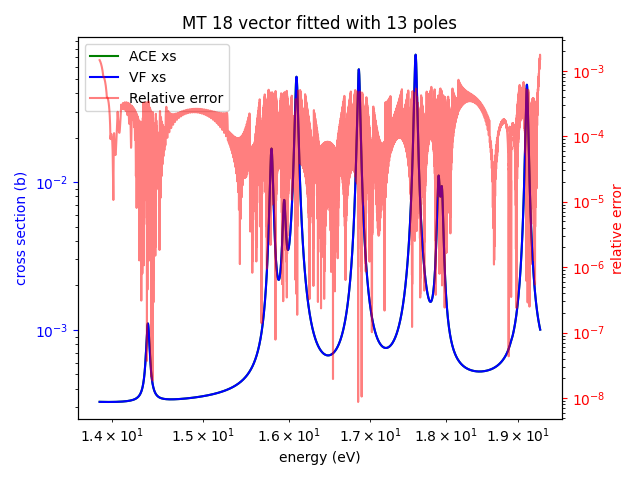 MT 18 vector fitted with 13 poles
ACE xs
VF xs
Relative error
cross section (b)
10⁻²
10⁻³
10⁻³
10⁻⁴
10⁻⁵
10⁻⁶
10⁻⁷
10⁻⁸
relative error
1.4 × 10¹ 1.5 × 10¹ 1.6 × 10¹ 1.7 × 10¹ 1.8 × 10¹ 1.9 × 10¹
energy (eV)